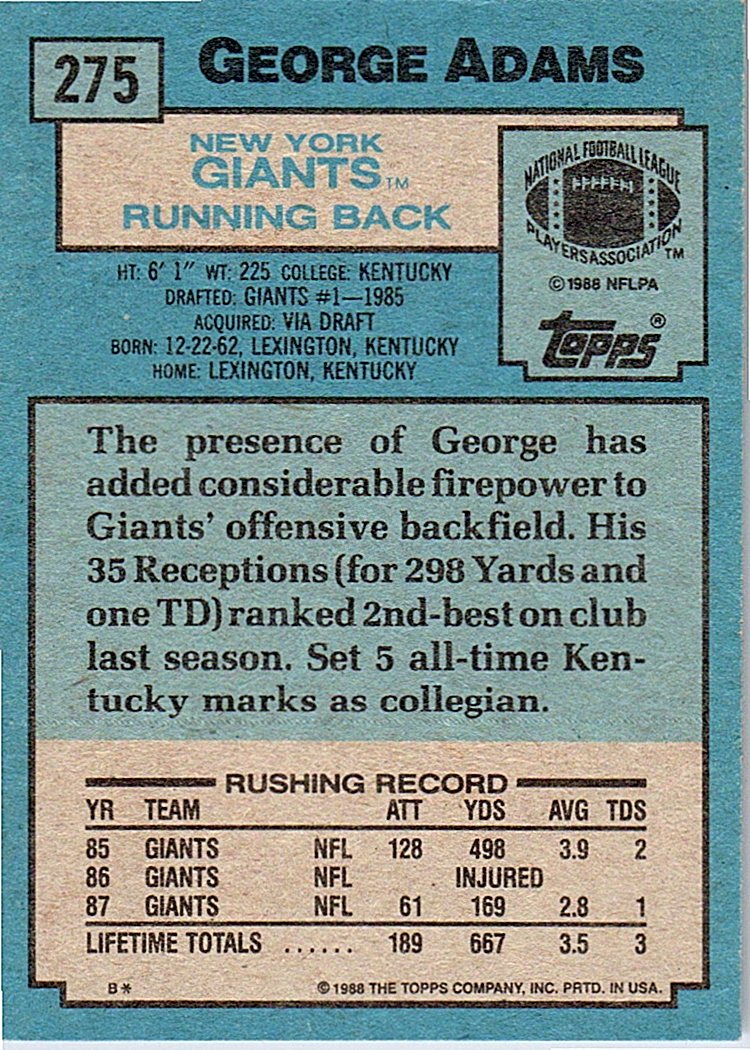 275
GEORGE ADAMS
NEW YORK
GIANTS™
RUNNING BACK
NATIONAL FOOTBALL LEAGUE
PLAYERS ASSOCIATION™
©1988 NFLPA
Topps®
HT: 6' 1" WT: 225 COLLEGE: KENTUCKY
DRAFTED: GIANTS #1—1985
ACQUIRED: VIA DRAFT
BORN: 12-22-62, LEXINGTON, KENTUCKY
HOME: LEXINGTON, KENTUCKY
The presence of George has
added considerable firepower to
Giants' offensive backfield. His
35 Receptions (for 298 Yards and
one TD) ranked 2nd-best on club
last season. Set 5 all-time Ken-
tucky marks as collegian.
RUSHING RECORD
YR TEAM ATT YDS AVG TDS
85 GIANTS NFL 128 498 3.9 2
86 GIANTS NFL INJURED
87 GIANTS NFL 61 169 2.8 1
LIFETIME TOTALS ...... 189 667 3.5 3
B* ©1988 THE TOPPS COMPANY, INC. PRTD. IN USA.